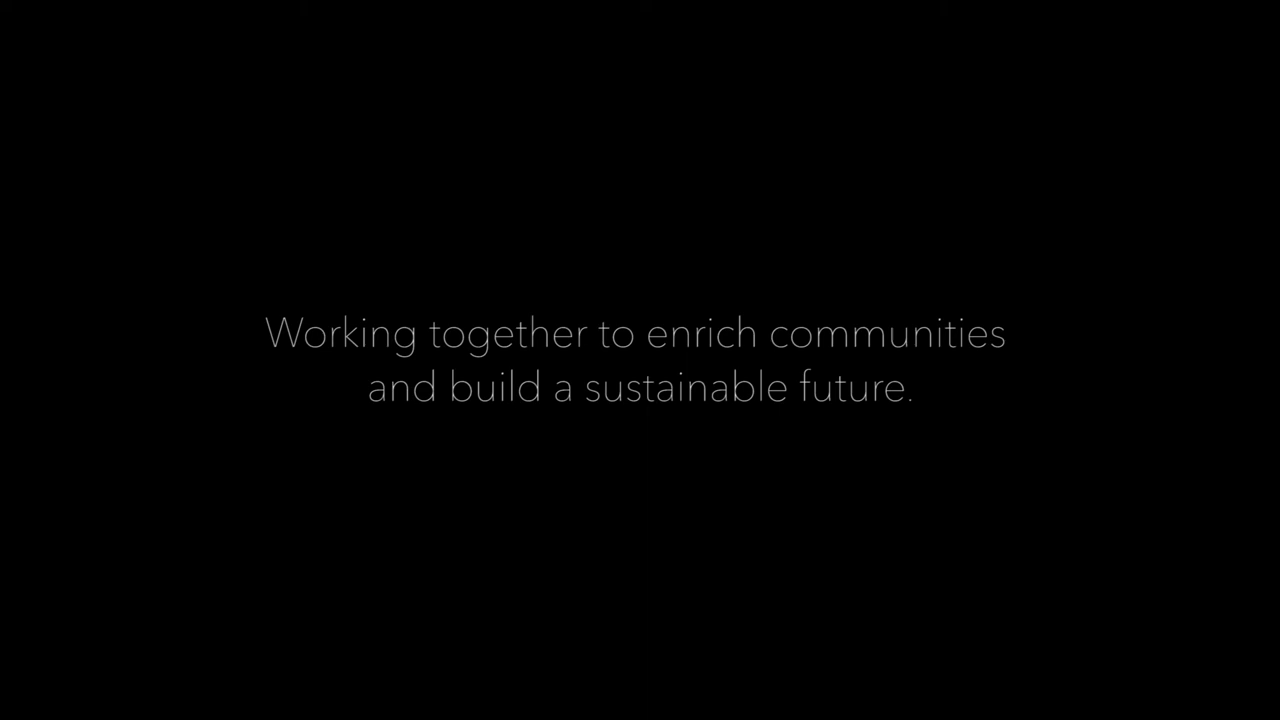 Working together to enrich communities
and build a sustainable future.